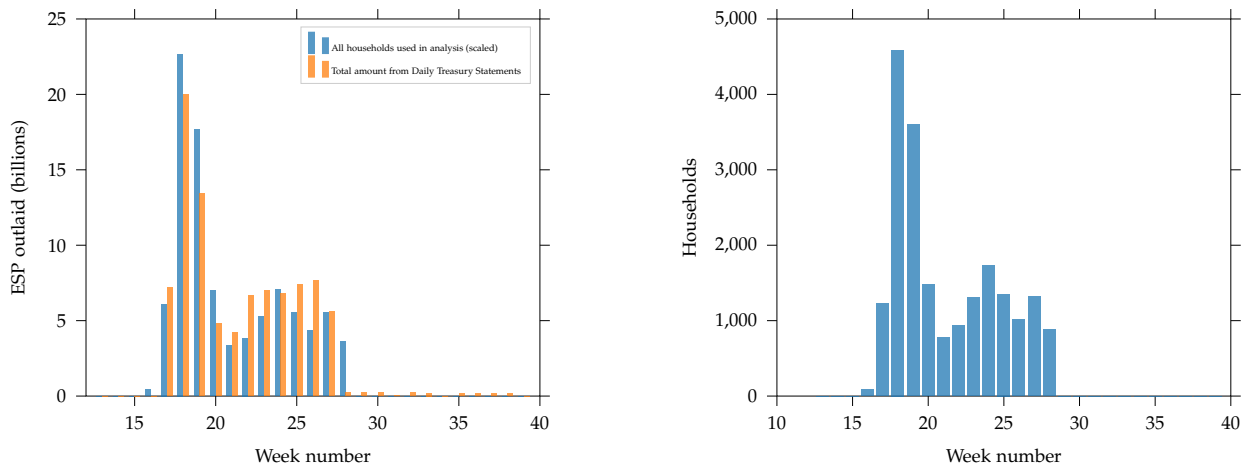 25
20
15
10
5
0
ESP outlaid (billions)
All households used in analysis (scaled)
Total amount from Daily Treasury Statements
15 20 25 30 35 40
Week number
5,000
4,000
3,000
2,000
1,000
0
Households
10 15 20 25 30 35 40
Week number